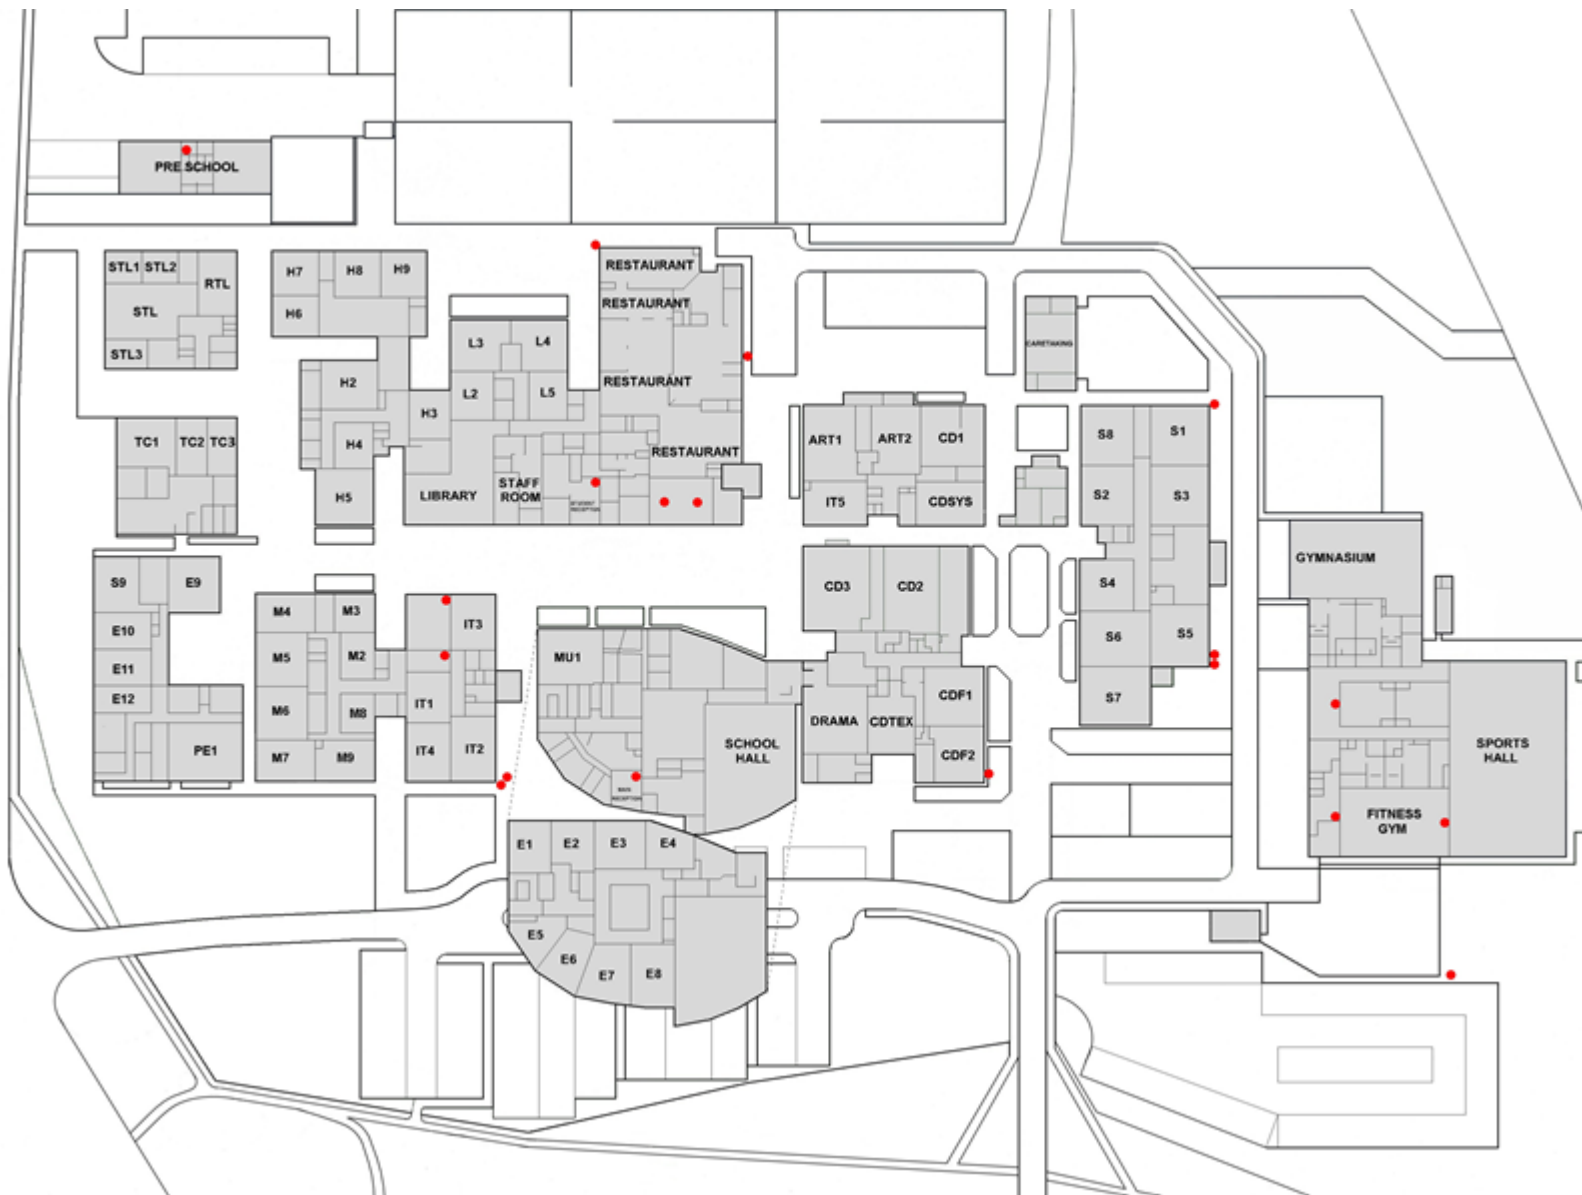 PRE SCHOOL
STL1
STL2
RTL
STL
STL3
H7
H8
H9
H6
RESTAURANT
RESTAURANT
RESTAURANT
RESTAURANT
L3
L4
L2
L5
H2
H3
H4
H5
LIBRARY
STAFF
ROOM
STUDENT
RECEPTION
TC1
TC2
TC3
CARETAKING
ART1
ART2
CD1
IT5
CDSYS
S8
S1
S2
S3
S4
S6
S5
S7
GYMNASIUM
S9
E9
E10
E11
E12
PE1
M4
M3
M5
M2
M6
M8
M7
M9
IT3
IT1
IT4
IT2
MU1
SCHOOL
HALL
MAIN
RECEPTION
CD3
CD2
CDF1
DRAMA
CDTEX
CDF2
SPORTS
HALL
FITNESS
GYM
E1
E2
E3
E4
E5
E6
E7
E8